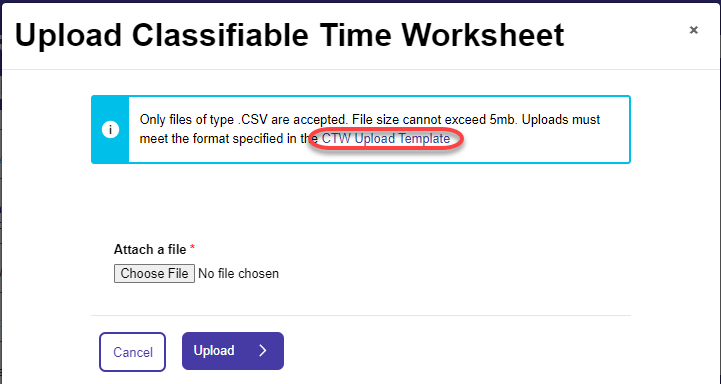 Upload Classifiable Time Worksheet
×
Only files of type .CSV are accepted. File size cannot exceed 5mb. Uploads must
meet the format specified in the CTW Upload Template
Attach a file *
Choose File No file chosen
Cancel
Upload